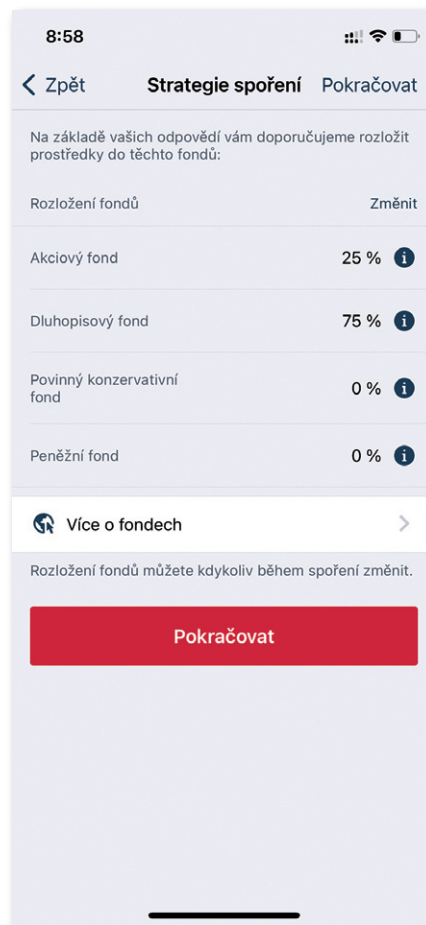 8:58
Zpět Strategie spoření Pokračovat
Na základě vašich odpovědí vám doporučujeme rozložit
prostředky do těchto fondů:
Rozložení fondů Změnit
Akciový fond 25 %
Dluhopisový fond 75 %
Povinný konzervativní
fond 0 %
Peněžní fond 0 %
Více o fondech
Rozložení fondů můžete kdykoliv během spoření změnit.
Pokračovat